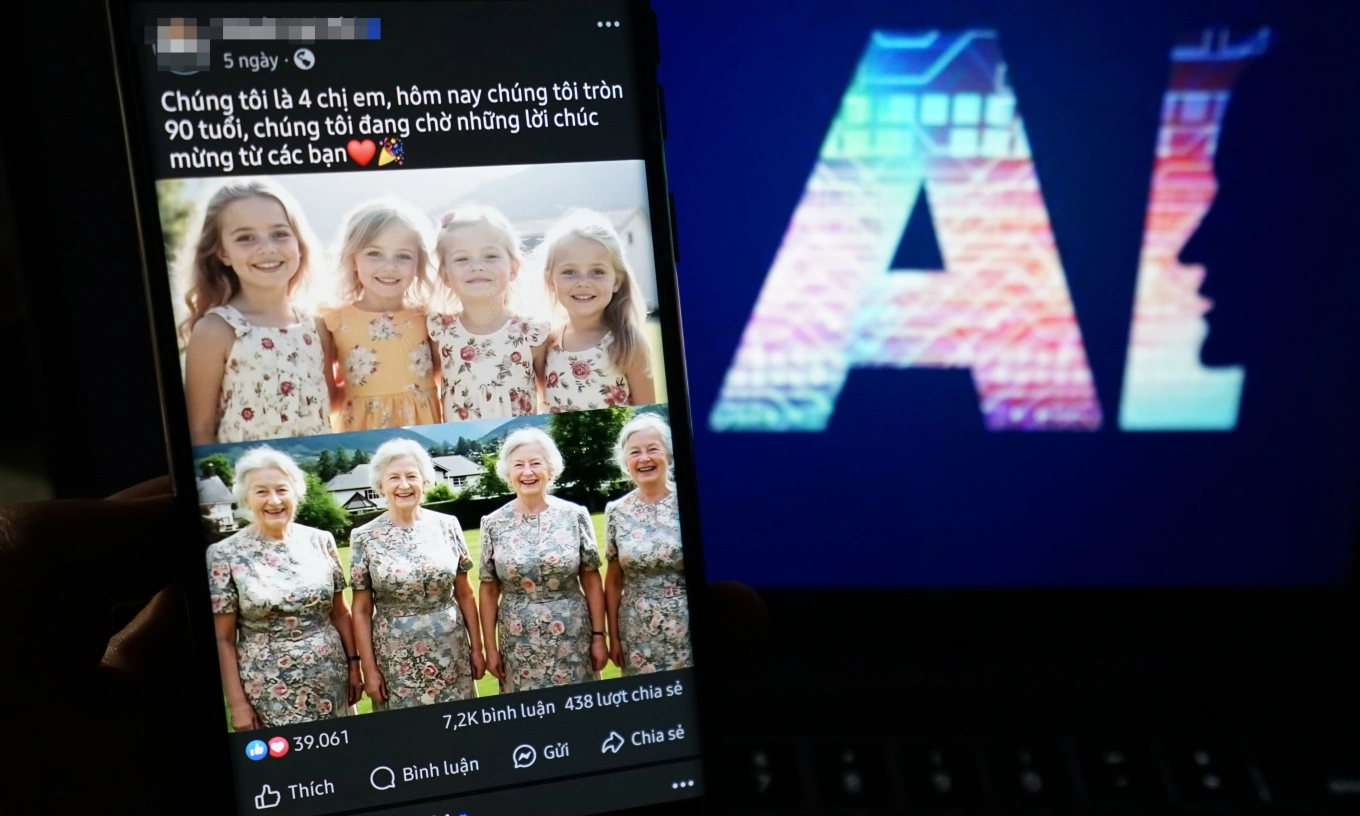 5 ngày ·
Chúng tôi là 4 chị em, hôm nay chúng tôi tròn
90 tuổi, chúng tôi đang chờ những lời chúc
mừng từ các bạn❤️🎉
39.061 7,2K bình luận 438 lượt chia sẻ
Thích Bình luận Gửi Chia sẻ
AI